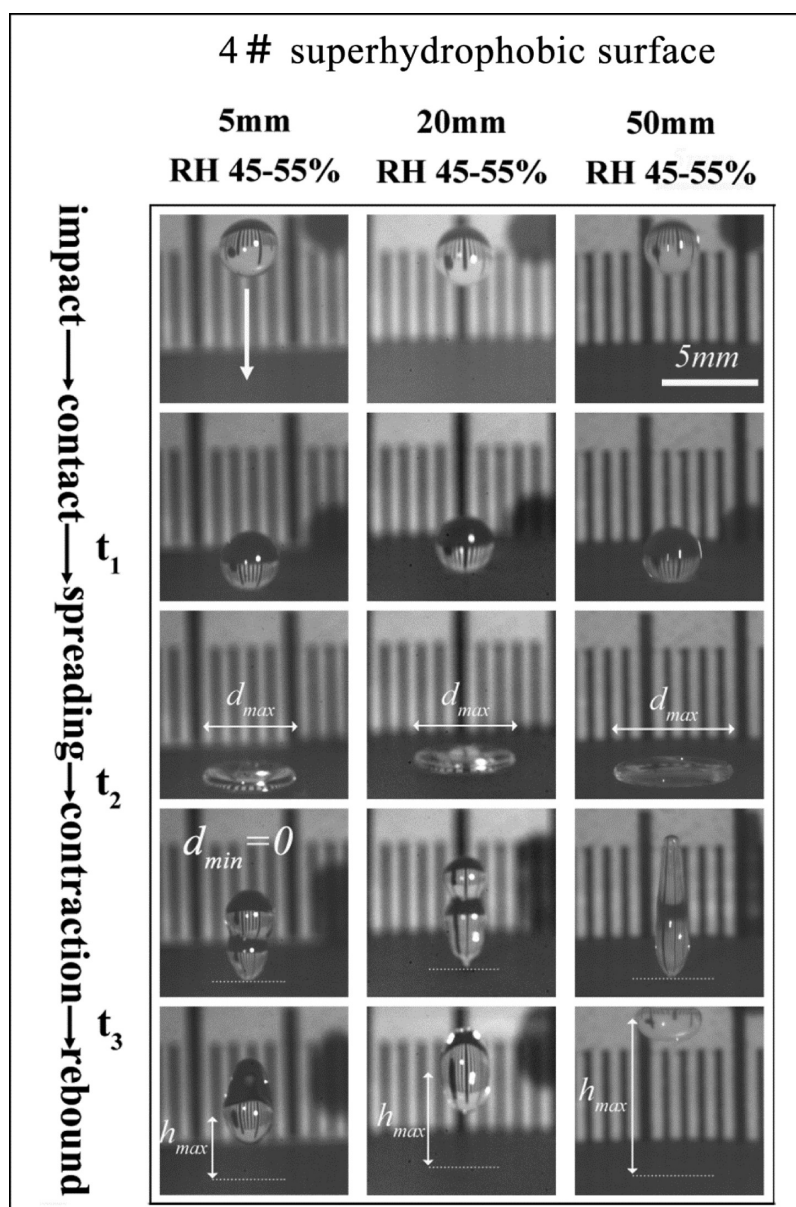 4 # superhydrophobic surface
5mm 20mm 50mm
RH 45-55% RH 45-55% RH 45-55%
impact→contact→spreading→contraction→rebound
5mm
t1
dmax dmax dmax
t2
dmin=0
t3
hmax hmax hmax